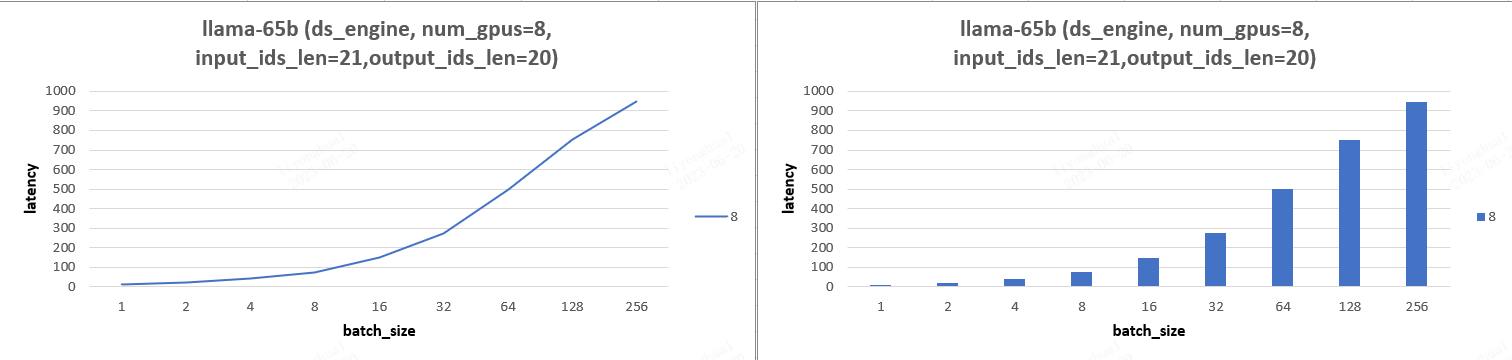 llama-65b (ds_engine, num_gpus=8,
input_ids_len=21,output_ids_len=20)
1000
900
800
700
600
500
400
300
200
100
0
latency
1 2 4 8 16 32 64 128 256
batch_size
8
llama-65b (ds_engine, num_gpus=8,
input_ids_len=21,output_ids_len=20)
1000
900
800
700
600
500
400
300
200
100
0
latency
1 2 4 8 16 32 64 128 256
batch_size
8